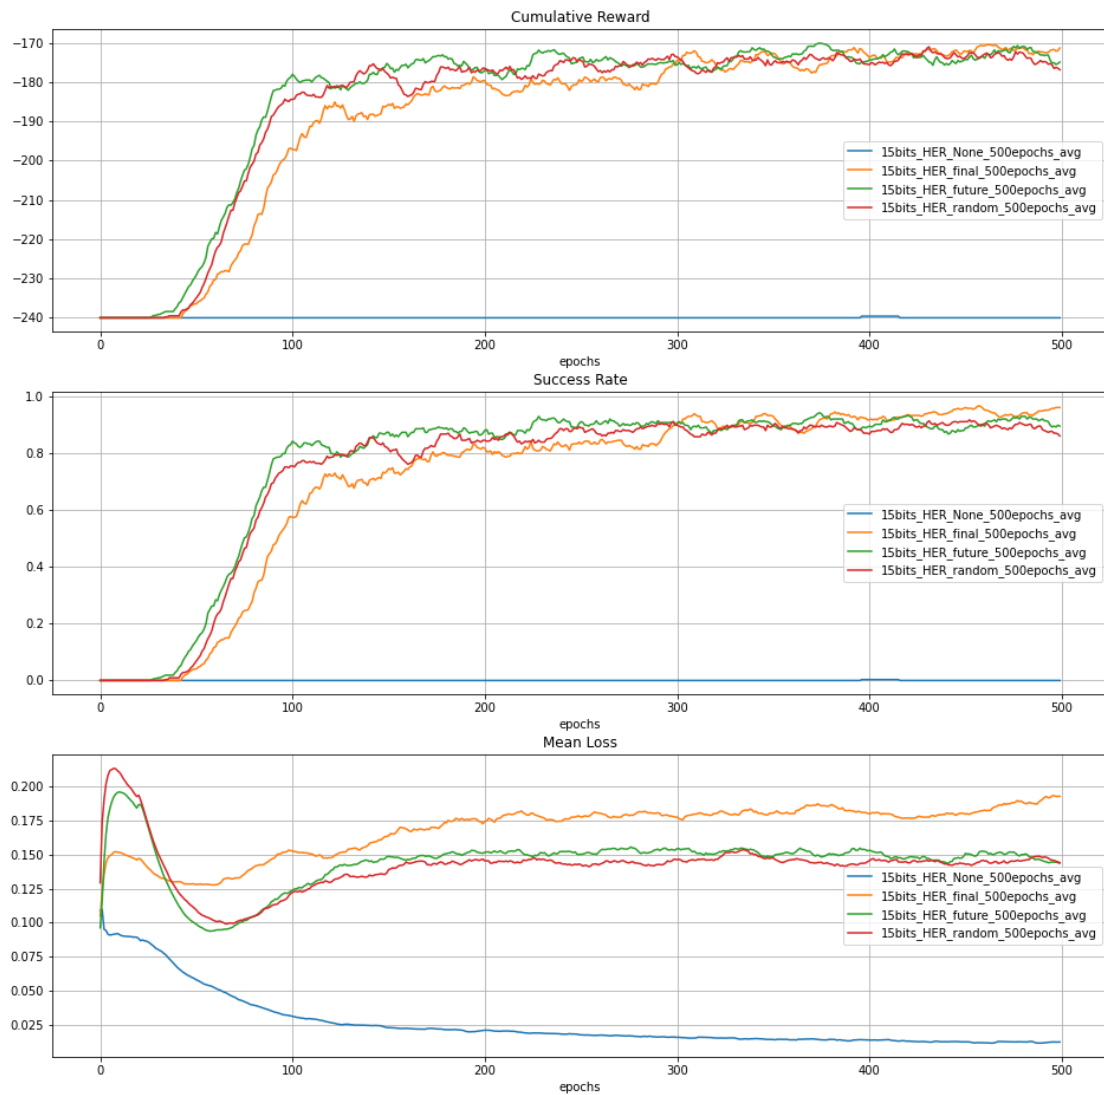 Cumulative Reward
−170
−180
−190
−200
−210
−220
−230
−240
15bits_HER_None_500epochs_avg
15bits_HER_final_500epochs_avg
15bits_HER_future_500epochs_avg
15bits_HER_random_500epochs_avg
0 100 200 300 400 500
epochs
Success Rate
1.0
0.8
0.6
0.4
0.2
0.0
15bits_HER_None_500epochs_avg
15bits_HER_final_500epochs_avg
15bits_HER_future_500epochs_avg
15bits_HER_random_500epochs_avg
0 100 200 300 400 500
epochs
Mean Loss
0.200
0.175
0.150
0.125
0.100
0.075
0.050
0.025
15bits_HER_None_500epochs_avg
15bits_HER_final_500epochs_avg
15bits_HER_future_500epochs_avg
15bits_HER_random_500epochs_avg
0 100 200 300 400 500
epochs